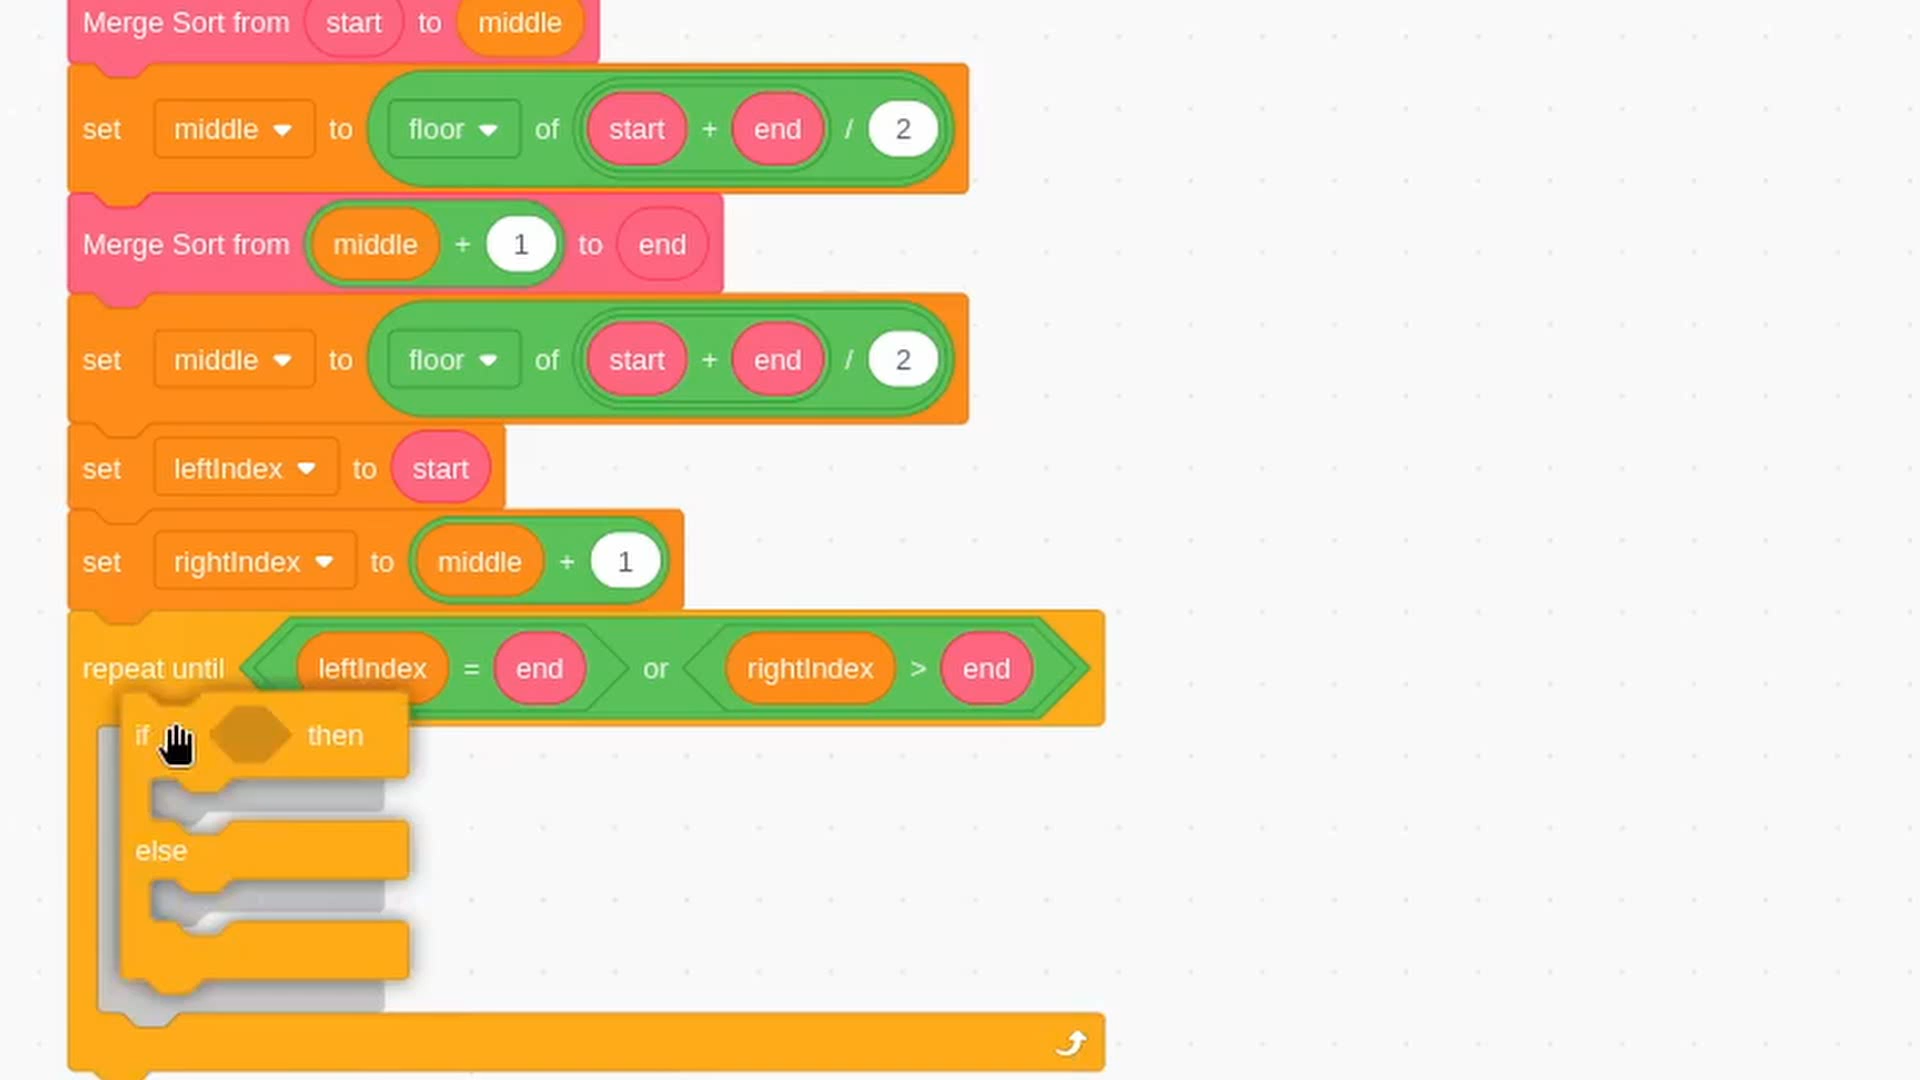 Merge Sort from start to middle
set middle to floor of start + end / 2
Merge Sort from middle + 1 to end
set middle to floor of start + end / 2
set leftIndex to start
set rightIndex to middle + 1
repeat until leftIndex = end or rightIndex > end
if then
else